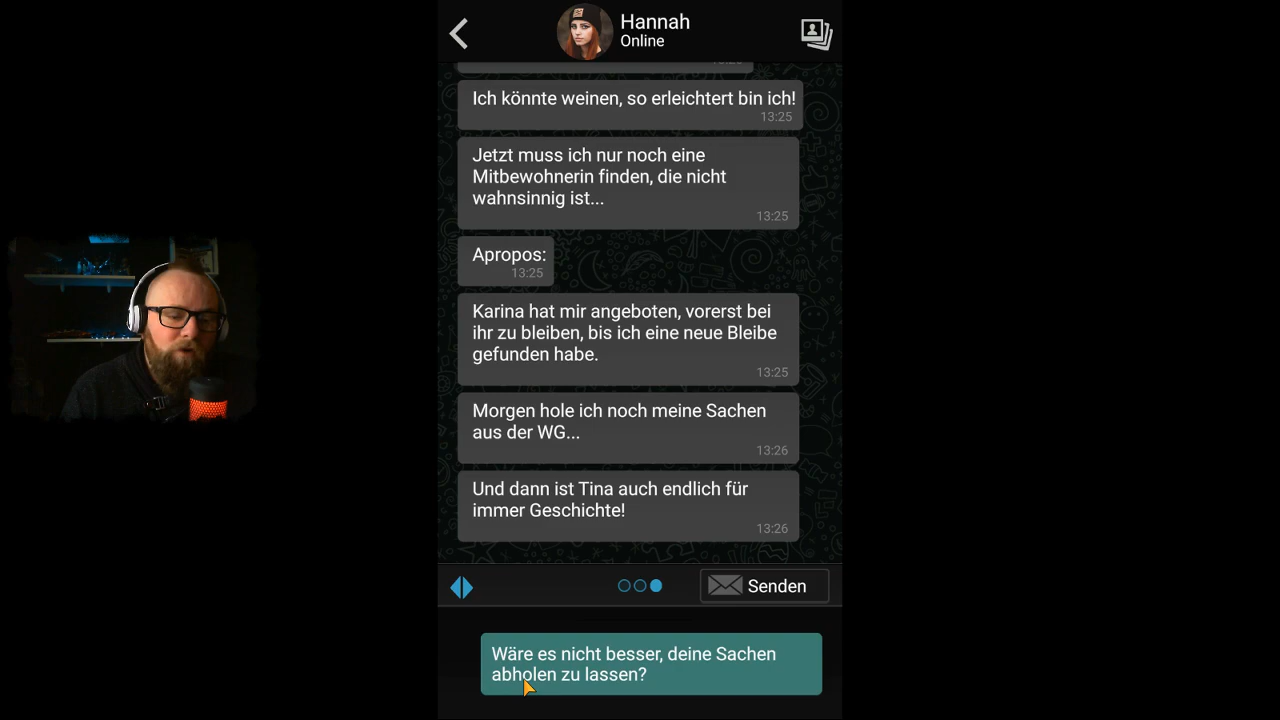 Hannah
Online
Ich könnte weinen, so erleichtert bin ich!
13:25
Jetzt muss ich nur noch eine
Mitbewohnerin finden, die nicht
wahnsinnig ist...
13:25
Apropos:
13:25
Karina hat mir angeboten, vorerst bei
ihr zu bleiben, bis ich eine neue Bleibe
gefunden habe.
13:25
Morgen hole ich noch meine Sachen
aus der WG...
13:26
Und dann ist Tina auch endlich für
immer Geschichte!
13:26
Senden
Wäre es nicht besser, deine Sachen
abholen zu lassen?